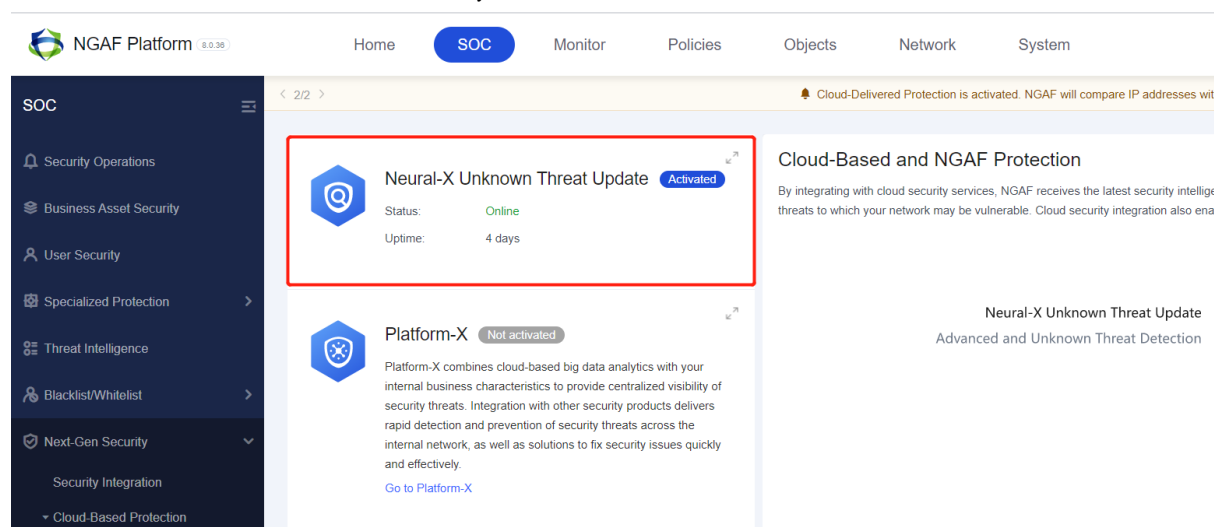 NGAF Platform 8.0.36
Home SOC Monitor Policies Objects Network System
SOC
2/2
Cloud-Delivered Protection is activated. NGAF will compare IP addresses wit
Security Operations
Business Asset Security
User Security
Specialized Protection
Threat Intelligence
Blacklist/Whitelist
Next-Gen Security
Security Integration
Cloud-Based Protection
Neural-X Unknown Threat Update Activated
Status: Online
Uptime: 4 days
Platform-X Not activated
Platform-X combines cloud-based big data analytics with your
internal business characteristics to provide centralized visibility of
security threats. Integration with other security products delivers
rapid detection and prevention of security threats across the
internal network, as well as solutions to fix security issues quickly
and effectively.
Go to Platform-X
Cloud-Based and NGAF Protection
By integrating with cloud security services, NGAF receives the latest security intellige
threats to which your network may be vulnerable. Cloud security integration also ena
Neural-X Unknown Threat Update
Advanced and Unknown Threat Detection